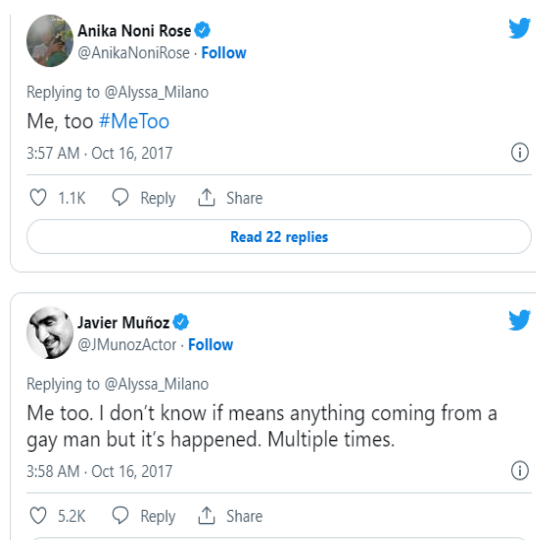 Anika Noni Rose
@AnikaNoniRose · Follow
Replying to @Alyssa_Milano
Me, too #MeToo
3:57 AM · Oct 16, 2017
1.1K Reply Share
Read 22 replies
Javier Muñoz
@JMunozActor · Follow
Replying to @Alyssa_Milano
Me too. I don’t know if means anything coming from a
gay man but it’s happened. Multiple times.
3:58 AM · Oct 16, 2017
5.2K Reply Share